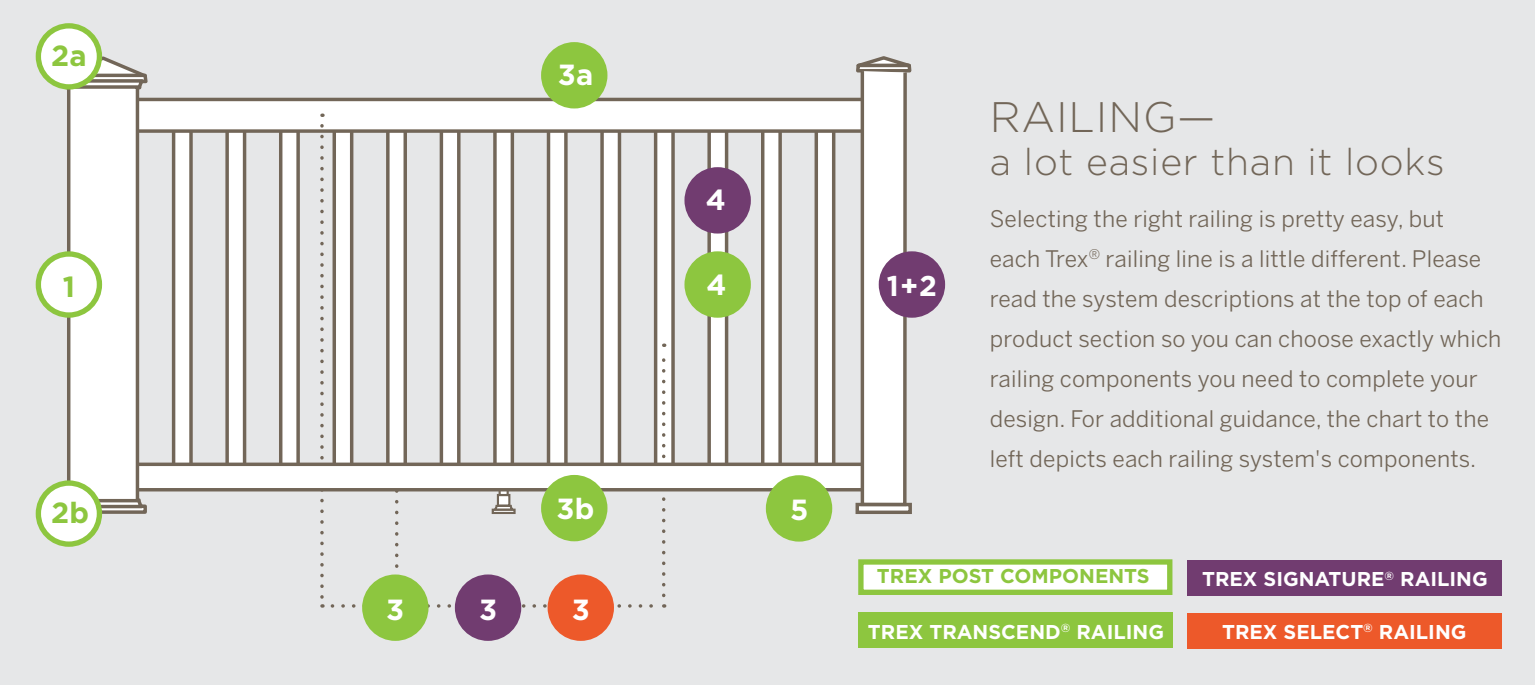 2a
3a
4
1
4
1+2
2b
3b
5
3
3
3
RAILING—
a lot easier than it looks
Selecting the right railing is pretty easy, but
each Trex® railing line is a little different. Please
read the system descriptions at the top of each
product section so you can choose exactly which
railing components you need to complete your
design. For additional guidance, the chart to the
left depicts each railing system's components.
TREX POST COMPONENTS
TREX SIGNATURE® RAILING
TREX TRANSCEND® RAILING
TREX SELECT® RAILING